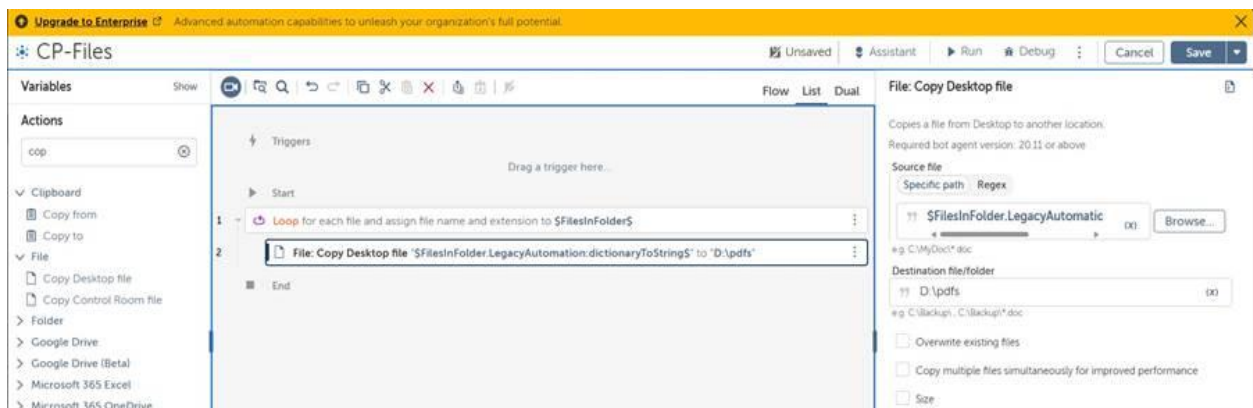 Upgrade to Enterprise Advanced automation capabilities to unleash your organization's full potential.
CP-Files
Unsaved Assistant Run Debug Cancel Save
Variables Show
Actions
cop
Clipboard
Copy from
Copy to
File
Copy Desktop file
Copy Control Room file
Folder
Google Drive
Google Drive (Beta)
Microsoft 365 Excel
Microsoft 365 OneDrive
Flow List Dual
Triggers
Drag a trigger here...
Start
1 Loop for each file and assign file name and extension to $FilesInFolder$
2 File: Copy Desktop file "$FilesInFolder.LegacyAutomation:dictionaryToString$" to "D:\pdfs"
End
File: Copy Desktop file
Copies a file from Desktop to another location.
Required bot agent version: 20.11 or above
Source file
Specific path Regex
$FilesInFolder.LegacyAutomatic (x) Browse...
e.g. C:\MyDoc\*.doc
Destination file/folder
D:\pdfs (x)
e.g. C:\Backup\, C:\Backup\*.doc
Overwrite existing files
Copy multiple files simultaneously for improved performance
Size